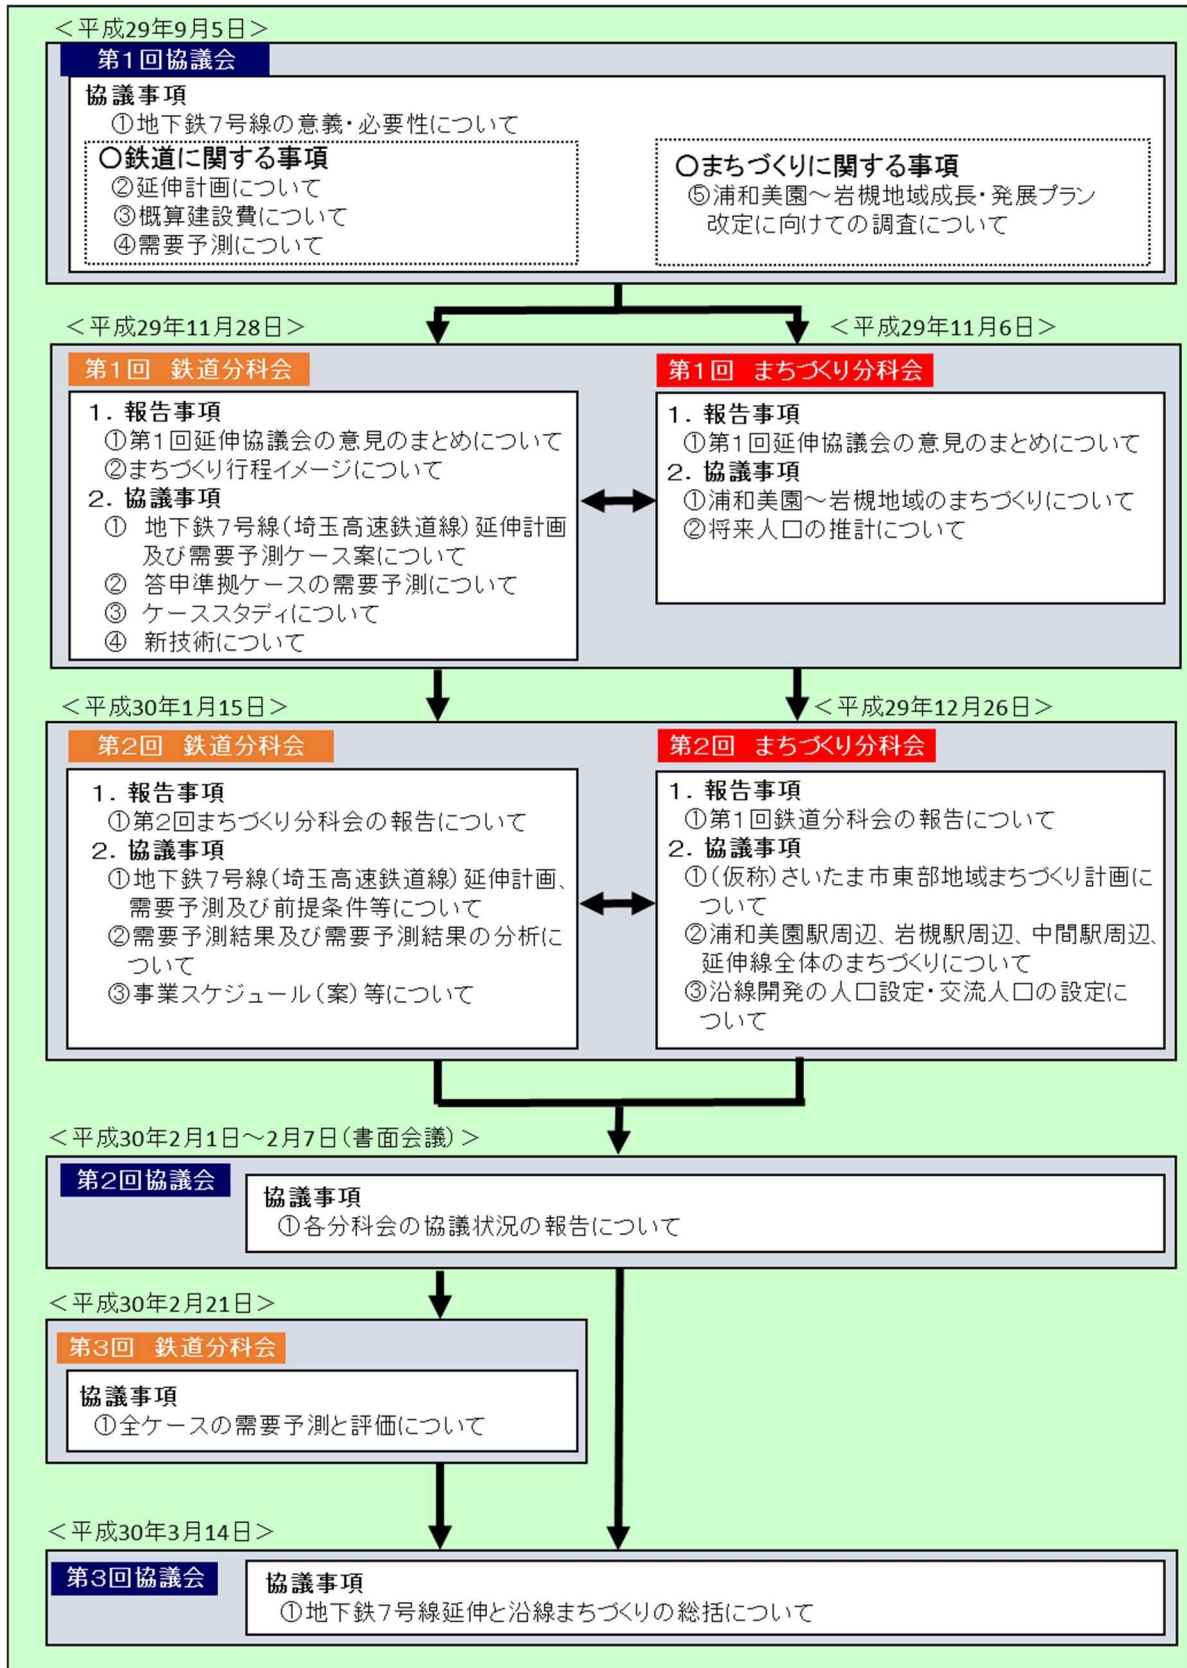 ＜平成29年9月5日＞
第１回協議会
協議事項
①地下鉄７号線の意義・必要性について
〇鉄道に関する事項
②延伸計画について
③概算建設費について
④需要予測について
〇まちづくりに関する事項
⑤浦和美園～岩槻地域成長・発展プラン
改定に向けての調査について
＜平成29年11月28日＞
第１回　鉄道分科会
１．報告事項
①第１回延伸協議会の意見のまとめについて
②まちづくり行程イメージについて
２．協議事項
①　地下鉄７号線（埼玉高速鉄道線）延伸計画
及び需要予測ケース案について
②　答申準拠ケースの需要予測について
③　ケーススタディについて
④　新技術について
＜平成29年11月6日＞
第１回　まちづくり分科会
１．報告事項
①第１回延伸協議会の意見のまとめについて
２．協議事項
①浦和美園～岩槻地域のまちづくりについて
②将来人口の推計について
＜平成30年1月15日＞
第２回　鉄道分科会
１．報告事項
①第２回まちづくり分科会の報告について
２．協議事項
①地下鉄７号線（埼玉高速鉄道線）延伸計画、
需要予測及び前提条件等について
②需要予測結果及び需要予測結果の分析に
ついて
③事業スケジュール（案）等について
＜平成29年12月26日＞
第２回　まちづくり分科会
１．報告事項
①第１回鉄道分科会の報告について
２．協議事項
①（仮称）さいたま市東部地域まちづくり計画に
ついて
②浦和美園駅周辺、岩槻駅周辺、中間駅周辺、
延伸線全体のまちづくりについて
③沿線開発の人口設定・交流人口の設定に
ついて
＜平成30年2月1日～2月7日（書面会議）＞
第２回協議会
協議事項
①各分科会の協議状況の報告について
＜平成30年2月21日＞
第３回　鉄道分科会
協議事項
①全ケースの需要予測と評価について
＜平成30年3月14日＞
第３回協議会
協議事項
①地下鉄７号線延伸と沿線まちづくりの総括について